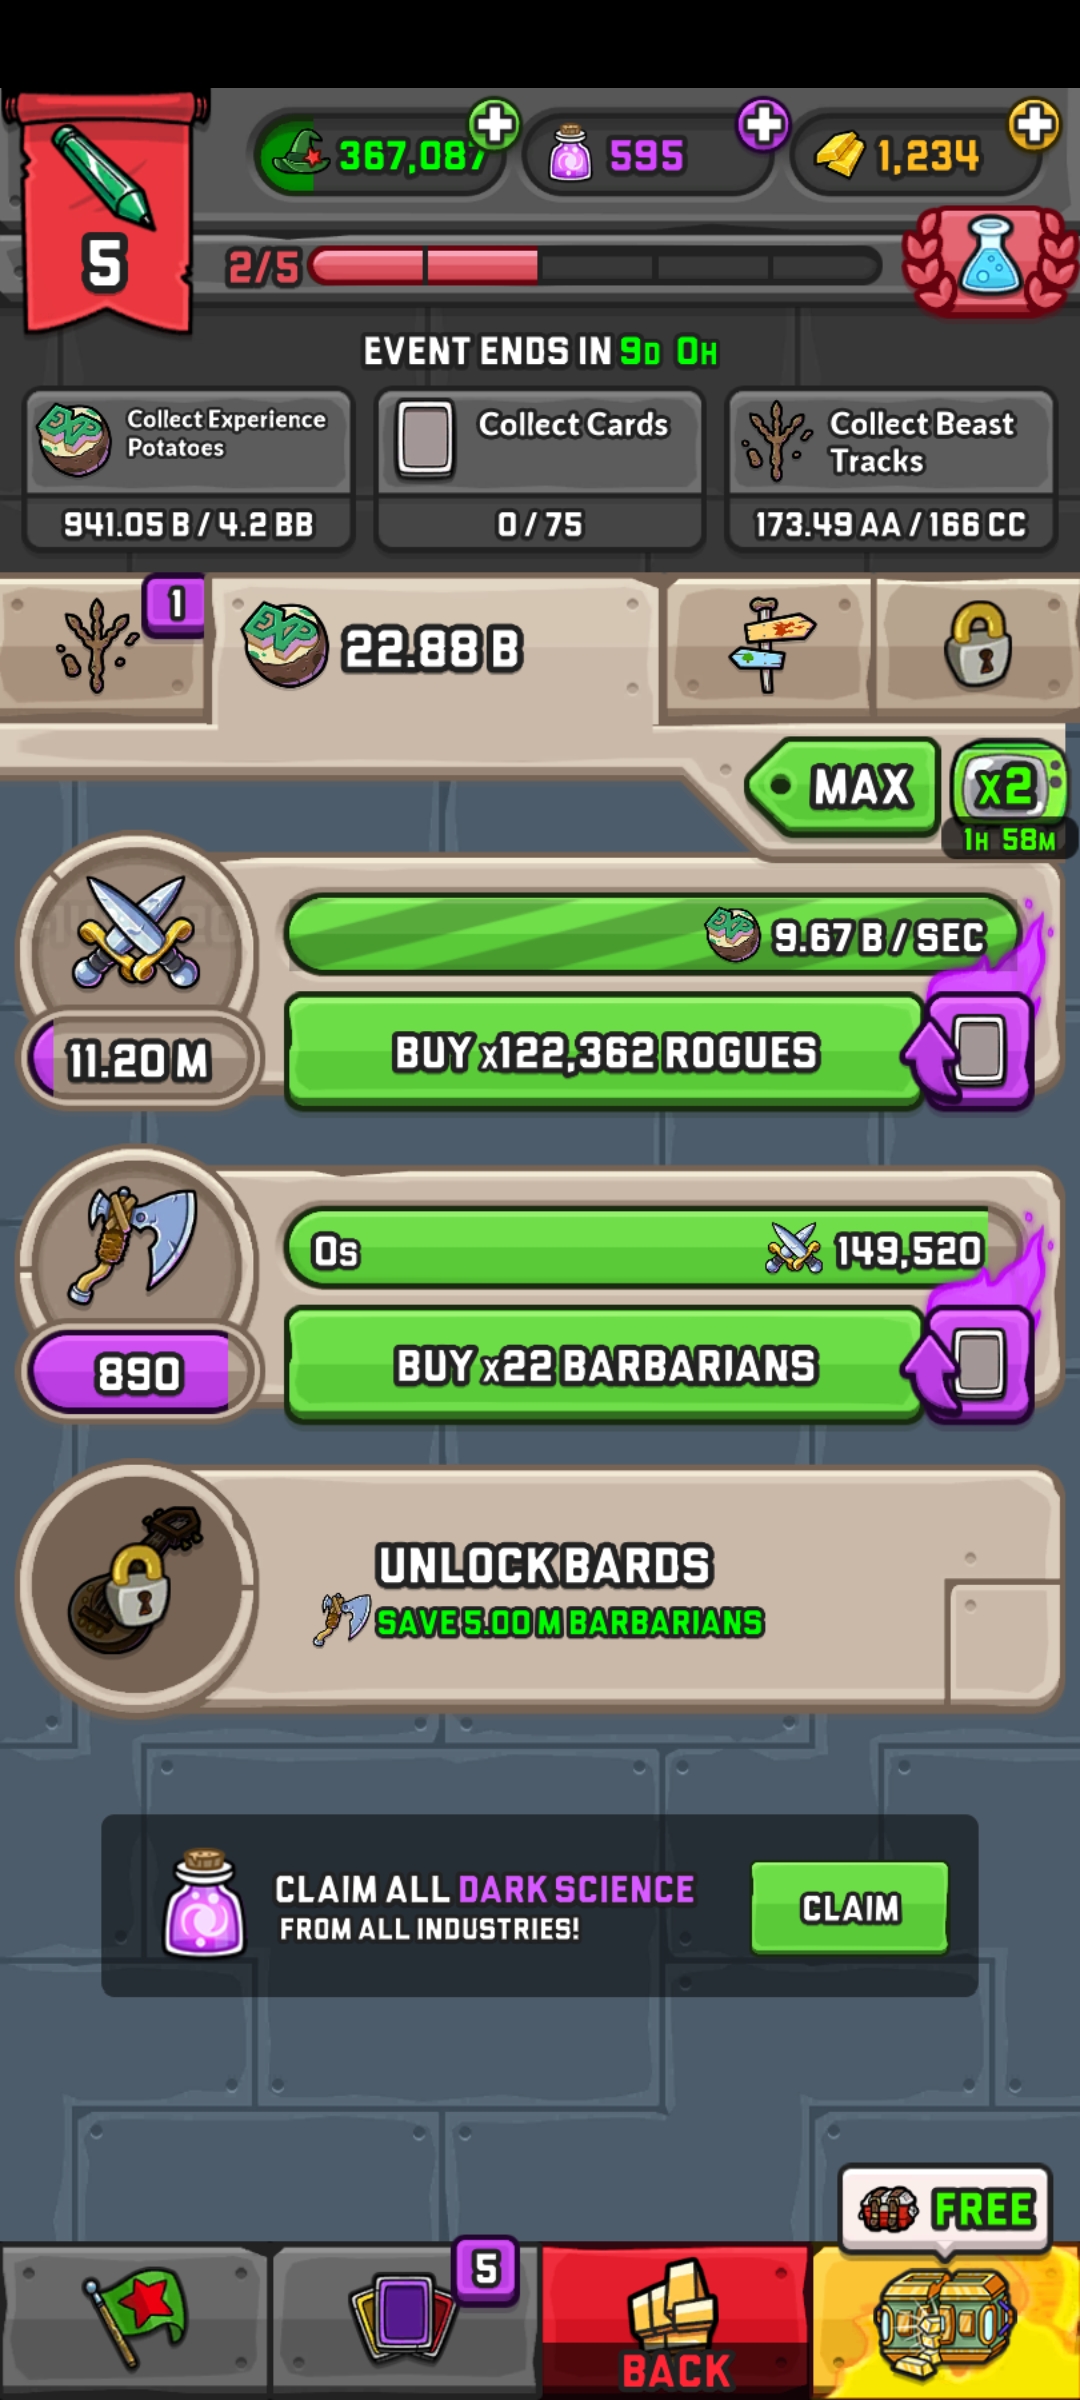 367,087
595
1,234
5
2/5
EVENT ENDS IN 9D 0H
EXP
Collect Experience
Potatoes
941.05 B / 4.2 BB
Collect Cards
0 / 75
Collect Beast
Tracks
173.49 AA / 166 CC
1
EXP
22.88 B
MAX
x2
1H 58M
EXP
9.67 B / SEC
11.20 M
BUY x122,362 ROGUES
0s
149,520
890
BUY x22 BARBARIANS
UNLOCK BARDS
SAVE 5.00 M BARBARIANS
CLAIM ALL DARK SCIENCE
FROM ALL INDUSTRIES!
CLAIM
FREE
5
BACK